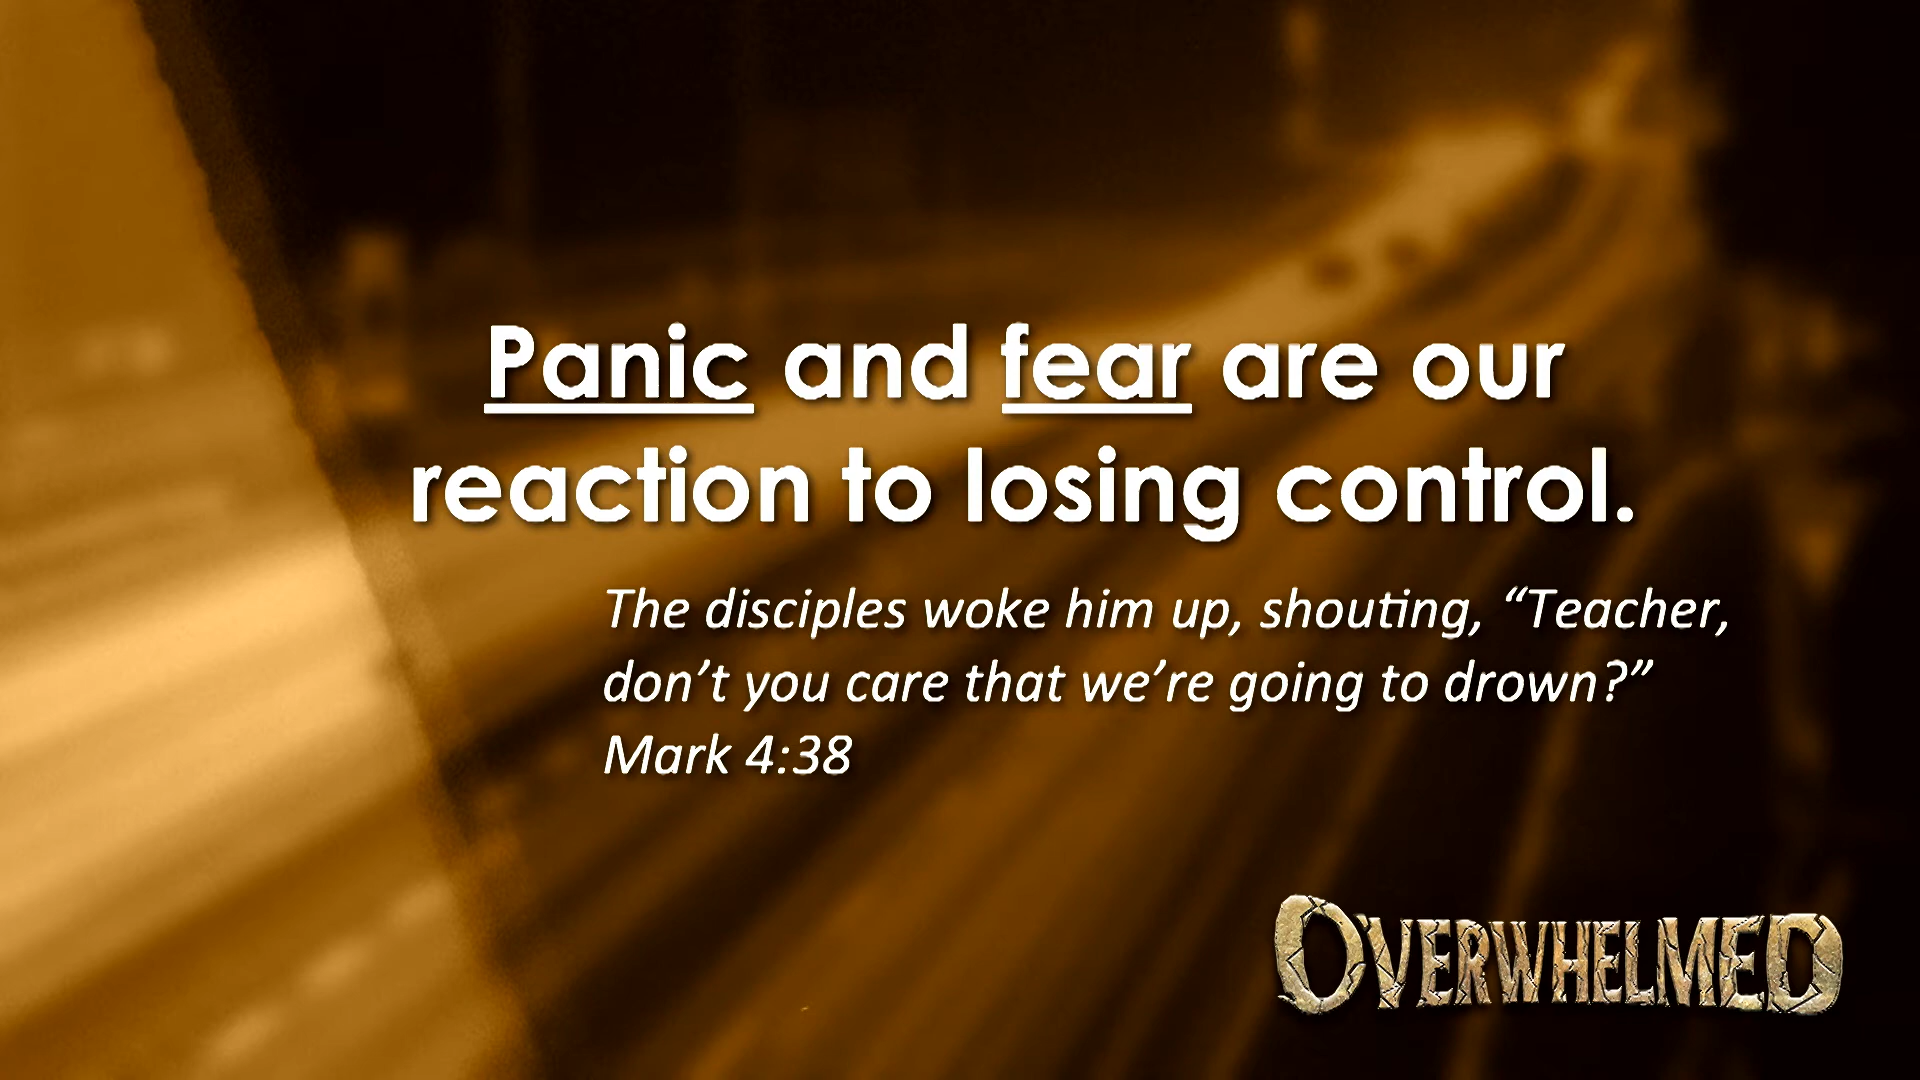 Panic and fear are our
reaction to losing control.
The disciples woke him up, shouting, “Teacher,
don’t you care that we’re going to drown?”
Mark 4:38
OVERWHELMED